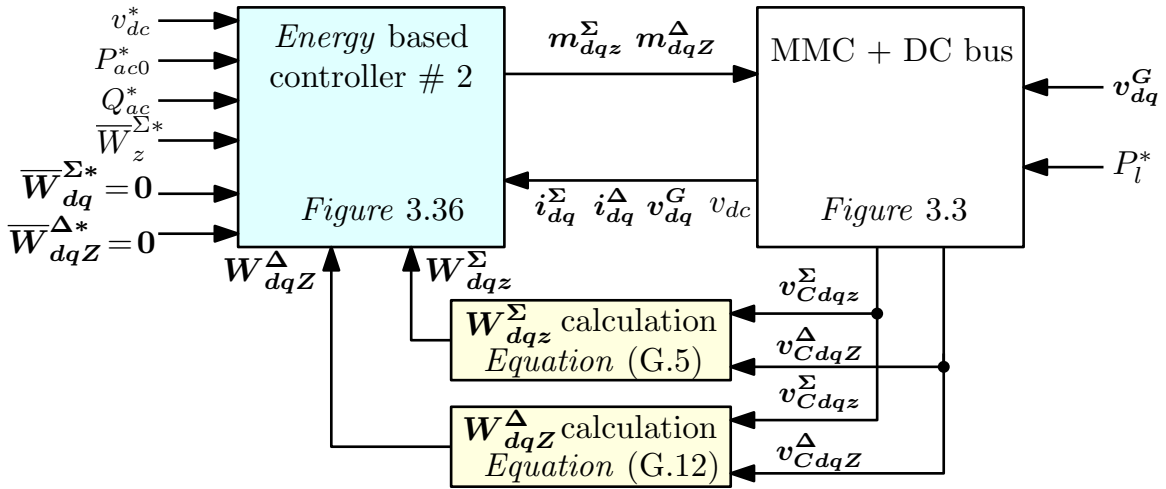 v*dc
P*ac0
Q*ac
W̅Σ*z
W̅Σ*dq = 0
W̅Δ*dqZ = 0
Energy based
controller # 2
Figure 3.36
mΣdqz mΔdqZ
iΣdq iΔdq vGdq vdc
MMC + DC bus
Figure 3.3
vGdq
P*l
WΔdqZ
WΣdqz
WΣdqz calculation
Equation (G.5)
vΣCdqz
vΔCdqZ
WΔdqZ calculation
Equation (G.12)
vΣCdqz
vΔCdqZ